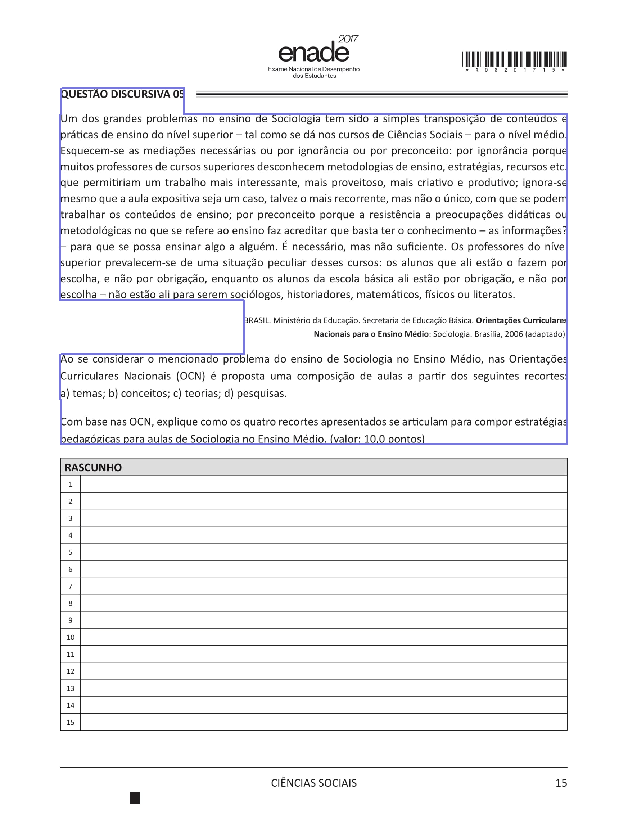 enade 2017
Exame Nacional de Desempenho
dos Estudantes
QUESTÃO DISCURSIVA 05
Um dos grandes problemas no ensino de Sociologia tem sido a simples transposição de conteúdos e
práticas de ensino do nível superior – tal como se dá nos cursos de Ciências Sociais – para o nível médio.
Esquecem-se as mediações necessárias ou por ignorância ou por preconceito: por ignorância porque
muitos professores de cursos superiores desconhecem metodologias de ensino, estratégias, recursos etc.
que permitiriam um trabalho mais interessante, mais proveitoso, mais criativo e produtivo; ignora-se
mesmo que a aula expositiva seja um caso, talvez o mais recorrente, mas não o único, com que se podem
trabalhar os conteúdos de ensino; por preconceito porque a resistência a preocupações didáticas ou
metodológicas no que se refere ao ensino faz acreditar que basta ter o conhecimento – as informações?
– para que se possa ensinar algo a alguém. É necessário, mas não suficiente. Os professores do nível
superior prevalecem-se de uma situação peculiar desses cursos: os alunos que ali estão o fazem por
escolha, e não por obrigação, enquanto os alunos da escola básica ali estão por obrigação, e não por
escolha – não estão ali para serem sociólogos, historiadores, matemáticos, físicos ou literatos.
BRASIL. Ministério da Educação. Secretaria de Educação Básica. Orientações Curriculares
Nacionais para o Ensino Médio: Sociologia. Brasília, 2006 (adaptado).
Ao se considerar o mencionado problema do ensino de Sociologia no Ensino Médio, nas Orientações
Curriculares Nacionais (OCN) é proposta uma composição de aulas a partir dos seguintes recortes:
a) temas; b) conceitos; c) teorias; d) pesquisas.
Com base nas OCN, explique como os quatro recortes apresentados se articulam para compor estratégias
pedagógicas para aulas de Sociologia no Ensino Médio. (valor: 10,0 pontos)
RASCUNHO
1
2
3
4
5
6
7
8
9
10
11
12
13
14
15
CIÊNCIAS SOCIAIS 15